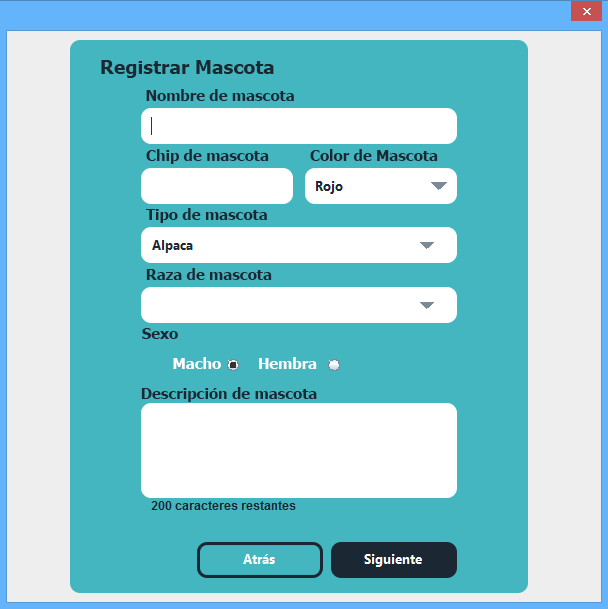 Registrar Mascota
Nombre de mascota
Chip de mascota
Color de Mascota
Rojo
Tipo de mascota
Alpaca
Raza de mascota
Sexo
Macho Hembra
Descripción de mascota
200 caracteres restantes
Atrás
Siguiente